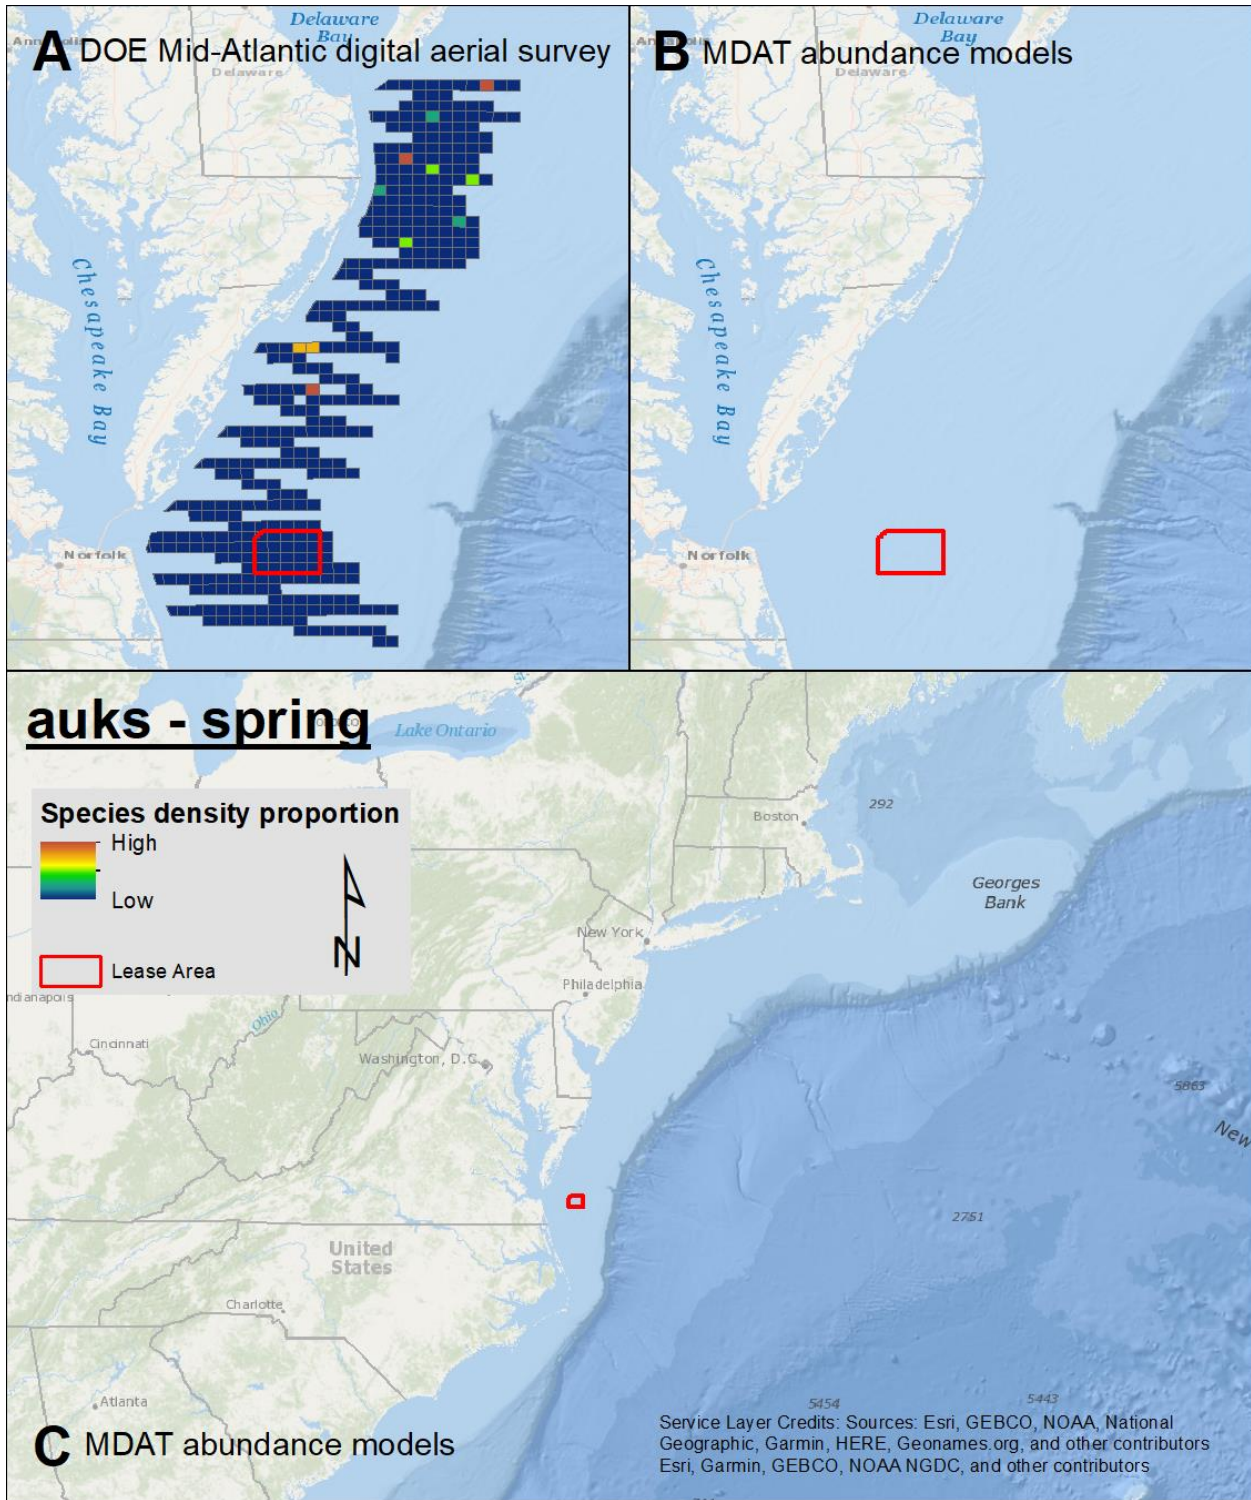 Delaware
Bay
A DOE Mid-Atlantic digital aerial survey
Delaware
Chesapeake Bay
Norfolk
Delaware
Bay
B MDAT abundance models
Delaware
Chesapeake Bay
Norfolk
auks - spring
Lake Ontario
Species density proportion
High
Low
N
Lease Area
292
Boston
Georges
Bank
New York
Philadelphia
ndianapolis
Ohio
Cincinnati
Washington, D.C.
5863
New
2751
United
States
Charlotte
Atlanta
5454
5443
C MDAT abundance models
Service Layer Credits: Sources: Esri, GEBCO, NOAA, National
Geographic, Garmin, HERE, Geonames.org, and other contributors
Esri, Garmin, GEBCO, NOAA NGDC, and other contributors